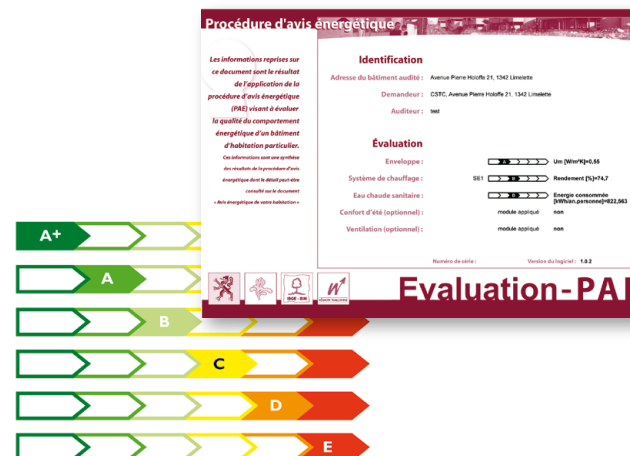 Procédure d'avis énergétique
Les informations reprises sur
ce document sont le résultat
de l'application de la
procédure d'avis énergétique
(PAE) visant à évaluer
la qualité du comportement
énergétique d'un bâtiment
d'habitation particulier.
Ces informations sont une synthèse
des résultats de la procédure d'avis
énergétique dont le détail peut-être
consulté sur le document
« Avis énergétique de votre habitation »
Identification
Adresse du bâtiment audité : Avenue Pierre Holoffe 21, 1342 Limelette
Demandeur : CSTC, Avenue Pierre Holoffe 21, 1342 Limelette
Auditeur : test
Évaluation
Enveloppe : A Um [W/m²K]=0,55
Système de chauffage : SE1 B Rendement [%]=74,7
Eau chaude sanitaire : B Energie consommée
[kWh/an.personne]=822,563
Confort d'été (optionnel) : module appliqué non
Ventilation (optionnel) : module appliqué non
Numéro de série : Version du logiciel : 1.0.2
Evaluation-PAE
A+
A
B
C
D
E